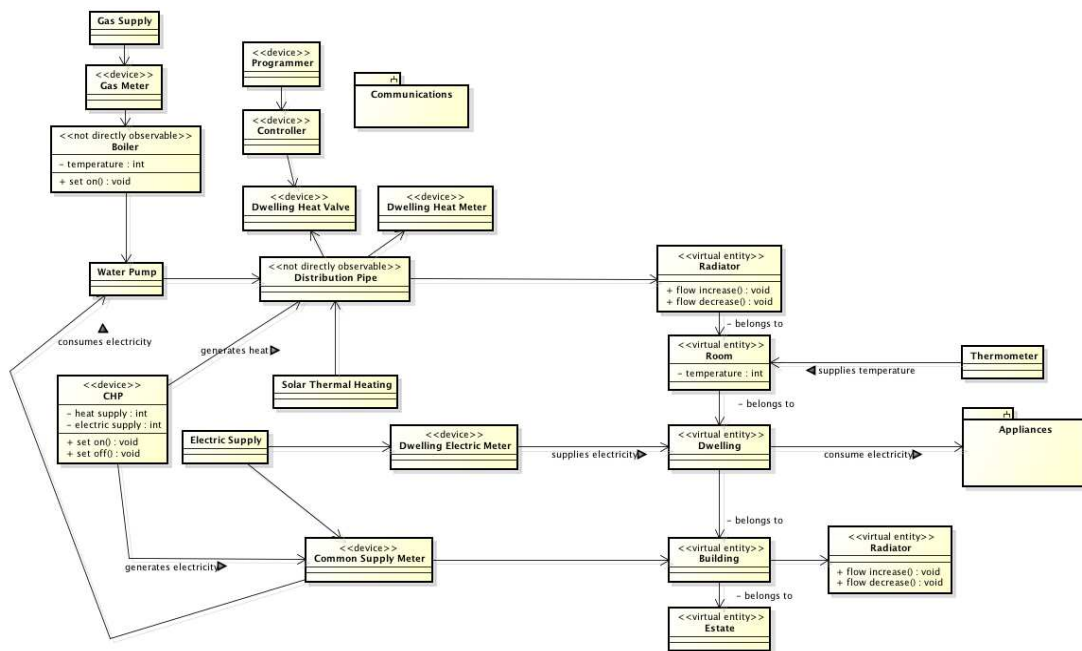 Gas Supply
<<device>>
Gas Meter
<<not directly observable>>
Boiler
- temperature : int
+ set on() : void
<<device>>
Programmer
<<device>>
Controller
Communications
<<device>>
Dwelling Heat Valve
<<device>>
Dwelling Heat Meter
Water Pump
<<not directly observable>>
Distribution Pipe
<<virtual entity>>
Radiator
+ flow increase() : void
+ flow decrease() : void
- belongs to
consumes electricity
generates heat
<<virtual entity>>
Room
- temperature : int
Thermometer
supplies temperature
<<device>>
CHP
- heat supply : int
- electric supply : int
+ set on() : void
+ set off() : void
Solar Thermal Heating
- belongs to
Electric Supply
<<device>>
Dwelling Electric Meter
supplies electricity
<<virtual entity>>
Dwelling
consume electricity
Appliances
- belongs to
generates electricity
<<device>>
Common Supply Meter
<<virtual entity>>
Building
<<virtual entity>>
Radiator
+ flow increase() : void
+ flow decrease() : void
- belongs to
<<virtual entity>>
Estate